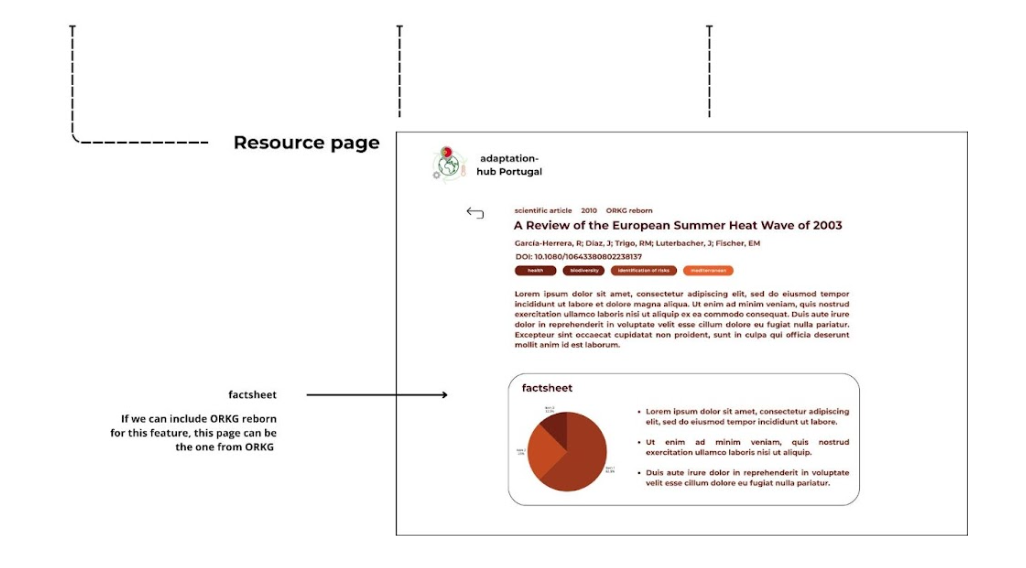 Resource page
adaptation-
hub Portugal
scientific article 2010 ORKG reborn
A Review of the European Summer Heat Wave of 2003
García-Herrera, R; Díaz, J; Trigo, RM; Luterbacher, J; Fischer, EM
DOI: 10.1080/10643380802238137
health biodiversity identification of risks mediterranean
Lorem ipsum dolor sit amet, consectetur adipiscing elit, sed do eiusmod tempor
incididunt ut labore et dolore magna aliqua. Ut enim ad minim veniam, quis nostrud
exercitation ullamco laboris nisi ut aliquip ex ea commodo consequat. Duis aute irure
dolor in reprehenderit in voluptate velit esse cillum dolore eu fugiat nulla pariatur.
Excepteur sint occaecat cupidatat non proident, sunt in culpa qui officia deserunt
mollit anim id est laborum.
factsheet
If we can include ORKG reborn
for this feature, this page can be
the one from ORKG
factsheet
• Lorem ipsum dolor sit amet, consectetur adipiscing
elit, sed do eiusmod tempor incididunt ut labore.
• Ut enim ad minim veniam, quis nostrud
exercitation ullamco laboris nisi ut aliquip.
• Duis aute irure dolor in reprehenderit in voluptate
velit esse cillum dolore eu fugiat nulla pariatur.